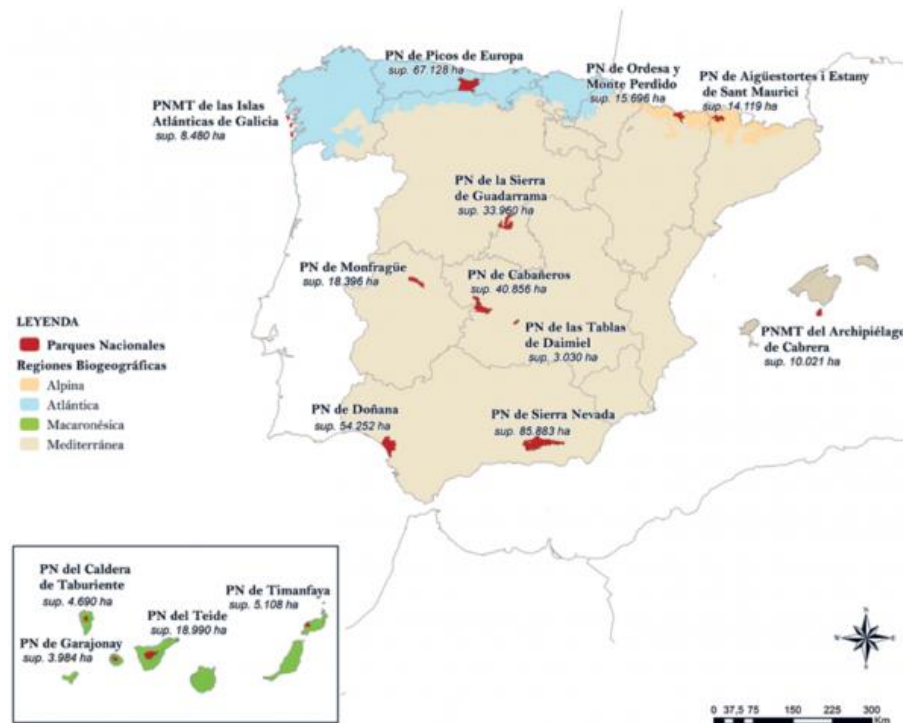 PN de Picos de Europa
sup. 67.128 ha
PN de Ordesa y
Monte Perdido
sup. 15.696 ha
PN de Aigüestortes i Estany
de Sant Maurici
sup. 14.119 ha
PNMT de las Islas
Atlánticas de Galicia
sup. 8.480 ha
PN de la Sierra
de Guadarrama
sup. 33.960 ha
PN de Monfragüe
sup. 18.396 ha
PN de Cabañeros
sup. 40.856 ha
PN de las Tablas
de Daimiel
sup. 3.030 ha
PNMT del Archipiélago
de Cabrera
sup. 10.021 ha
LEYENDA
Parques Nacionales
Regiones Biogeográficas
Alpina
Atlántica
Macaronésica
Mediterránea
PN de Doñana
sup. 54.252 ha
PN de Sierra Nevada
sup. 85.883 ha
PN del Caldera
de Taburiente
sup. 4.690 ha
PN de Timanfaya
sup. 5.108 ha
PN del Teide
sup. 18.990 ha
PN de Garajonay
sup. 3.984 ha
0 37,5 75 150 225 300
Km